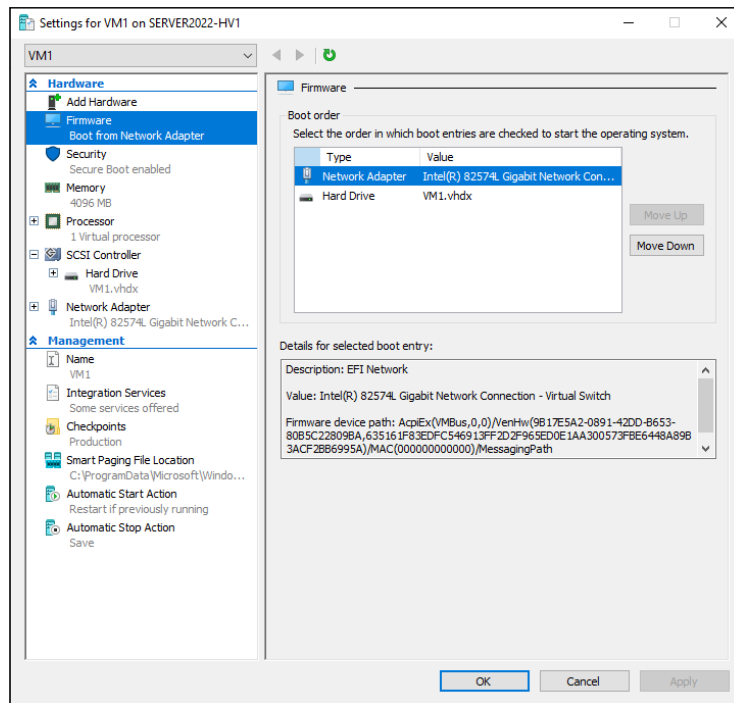 Settings for VM1 on SERVER2022-HV1
VM1
Hardware
Add Hardware
Firmware
Boot from Network Adapter
Security
Secure Boot enabled
Memory
4096 MB
Processor
1 Virtual processor
SCSI Controller
Hard Drive
VM1.vhdx
Network Adapter
Intel(R) 82574L Gigabit Network C...
Management
Name
VM1
Integration Services
Some services offered
Checkpoints
Production
Smart Paging File Location
C:\ProgramData\Microsoft\Windo...
Automatic Start Action
Restart if previously running
Automatic Stop Action
Save
Firmware
Boot order
Select the order in which boot entries are checked to start the operating system.
Type Value
Network Adapter Intel(R) 82574L Gigabit Network Con...
Hard Drive VM1.vhdx
Move Up
Move Down
Details for selected boot entry:
Description: EFI Network
Value: Intel(R) 82574L Gigabit Network Connection - Virtual Switch
Firmware device path: AcpiEx(VMBus,0,0)/VenHw(9B17E5A2-0891-42DD-B653-
80B5C22809BA,635161F83EDFC546913FF2D2F965ED0E1AA300573FBE6448A89B
3ACF2BB6995A)/MAC(000000000000)/MessagingPath
OK
Cancel
Apply